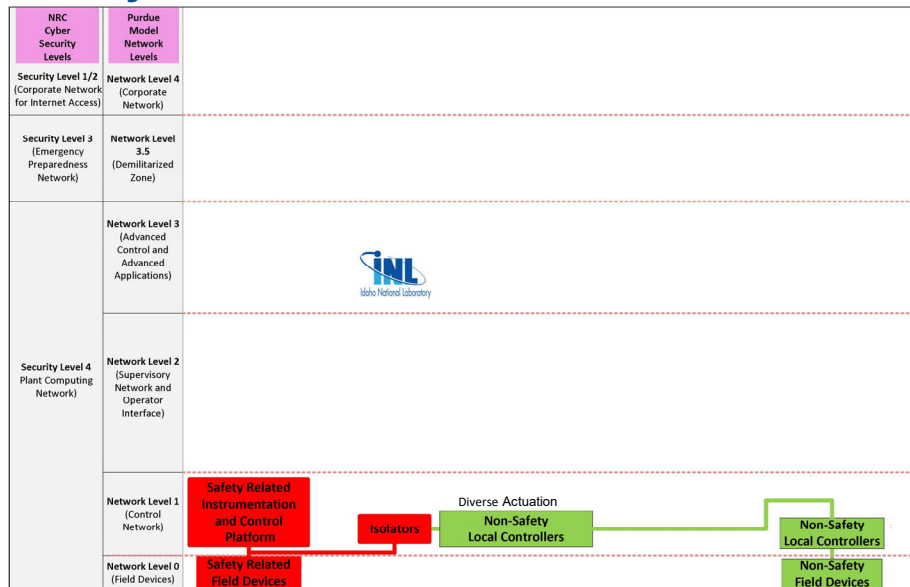 NRC
Cyber
Security
Levels
Purdue
Model
Network
Levels
Security Level 1/2
(Corporate Network
for Internet Access)
Network Level 4
(Corporate
Network)
Security Level 3
(Emergency
Preparedness
Network)
Network Level
3.5
(Demilitarized
Zone)
Network Level 3
(Advanced
Control and
Advanced
Applications)
INL
Idaho National Laboratory
Security Level 4
Plant Computing
Network)
Network Level 2
(Supervisory
Network and
Operator
Interface)
Network Level 1
(Control
Network)
Safety Related
Instrumentation
and Control
Platform
Isolators
Diverse Actuation
Non-Safety
Local Controllers
Non-Safety
Local Controllers
Network Level 0
(Field Devices)
Safety Related
Field Devices
Non-Safety
Field Devices